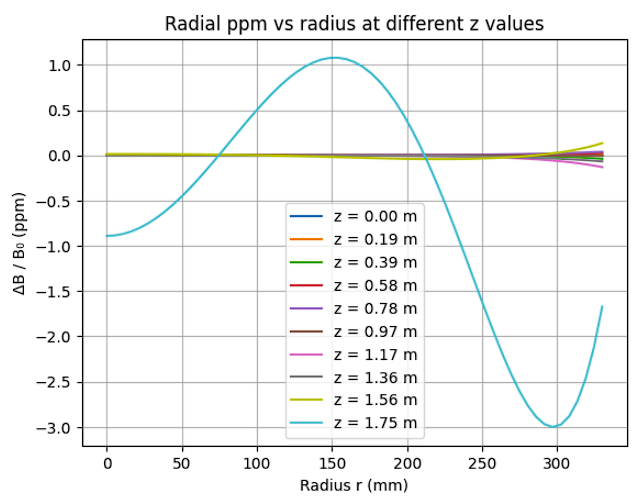 Radial ppm vs radius at different z values
ΔB / B₀ (ppm)
1.0
0.5
0.0
−0.5
−1.0
−1.5
−2.0
−2.5
−3.0
z = 0.00 m
z = 0.19 m
z = 0.39 m
z = 0.58 m
z = 0.78 m
z = 0.97 m
z = 1.17 m
z = 1.36 m
z = 1.56 m
z = 1.75 m
0 50 100 150 200 250 300
Radius r (mm)